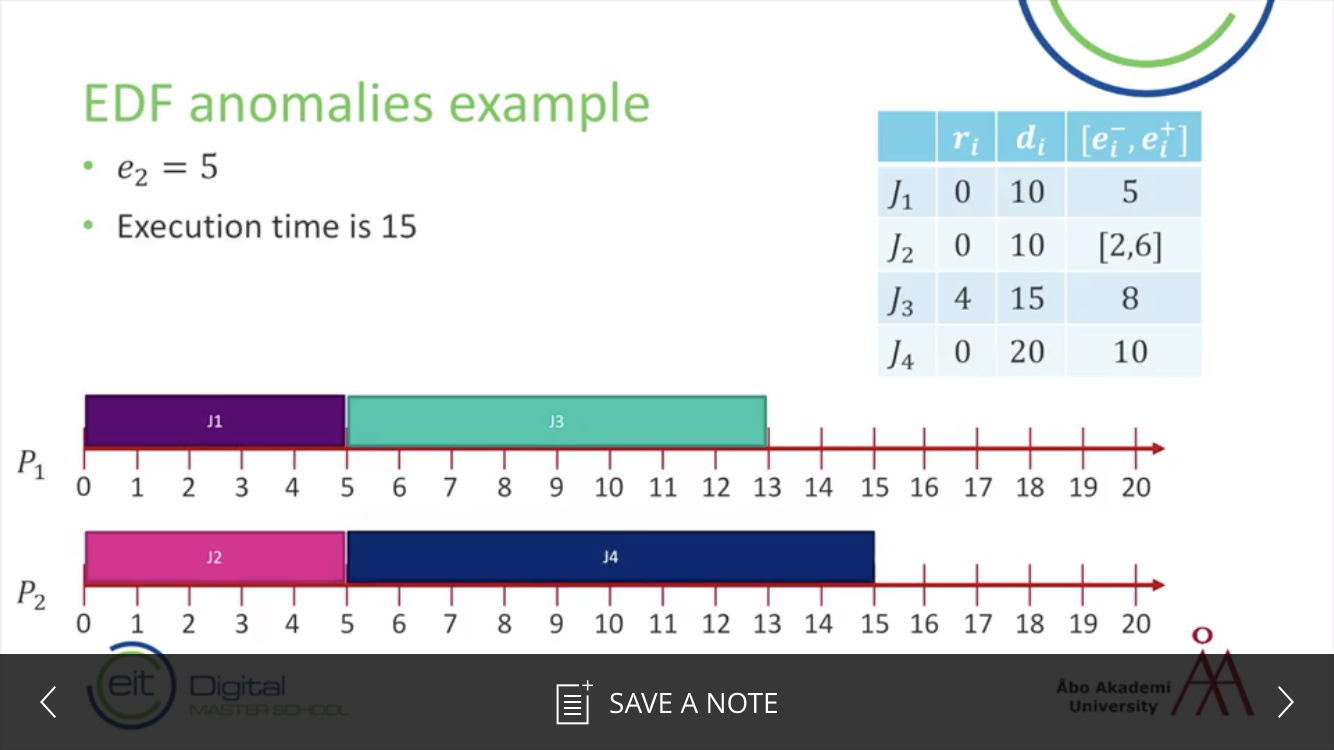 EDF anomalies example
• e₂ = 5
• Execution time is 15
rᵢ dᵢ [eᵢ⁻, eᵢ⁺]
J₁ 0 10 5
J₂ 0 10 [2,6]
J₃ 4 15 8
J₄ 0 20 10
J1 J3
P₁
0 1 2 3 4 5 6 7 8 9 10 11 12 13 14 15 16 17 18 19 20
J2 J4
P₂
0 1 2 3 4 5 6 7 8 9 10 11 12 13 14 15 16 17 18 19 20
eit Digital
MASTER SCHOOL
SAVE A NOTE
Åbo Akademi
University